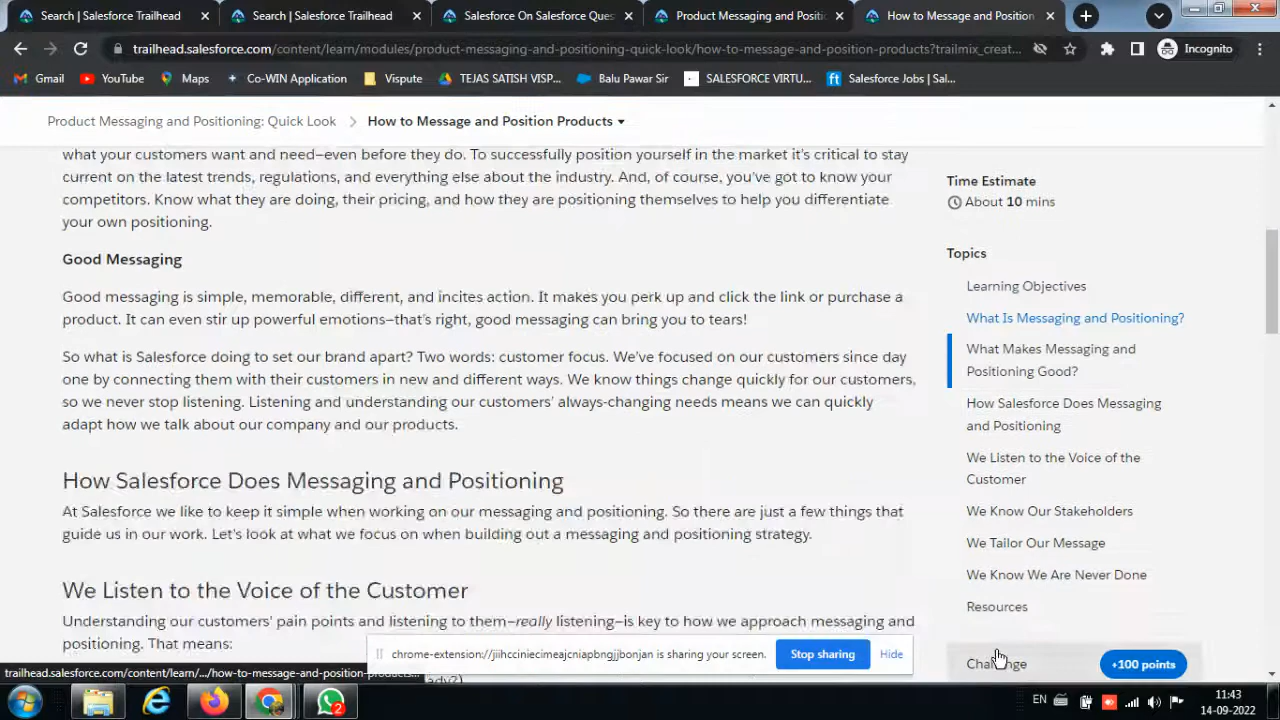 Search | Salesforce Trailhead
Search | Salesforce Trailhead
Salesforce On Salesforce Ques
Product Messaging and Positi
How to Message and Position
trailhead.salesforce.com/content/learn/modules/product-messaging-and-positioning-quick-look/how-to-message-and-position-products?trailmix_creat...
Incognito
Gmail
YouTube
Maps
Co-WIN Application
Vispute
TEJAS SATISH VISP...
Balu Pawar Sir
SALESFORCE VIRTU...
Salesforce Jobs | Sal...
Product Messaging and Positioning: Quick Look > How to Message and Position Products
what your customers want and need—even before they do. To successfully position yourself in the market it's critical to stay
current on the latest trends, regulations, and everything else about the industry. And, of course, you've got to know your
competitors. Know what they are doing, their pricing, and how they are positioning themselves to help you differentiate
your own positioning.
Good Messaging
Good messaging is simple, memorable, different, and incites action. It makes you perk up and click the link or purchase a
product. It can even stir up powerful emotions—that's right, good messaging can bring you to tears!
So what is Salesforce doing to set our brand apart? Two words: customer focus. We've focused on our customers since day
one by connecting them with their customers in new and different ways. We know things change quickly for our customers,
so we never stop listening. Listening and understanding our customers' always-changing needs means we can quickly
adapt how we talk about our company and our products.
How Salesforce Does Messaging and Positioning
At Salesforce we like to keep it simple when working on our messaging and positioning. So there are just a few things that
guide us in our work. Let's look at what we focus on when building out a messaging and positioning strategy.
We Listen to the Voice of the Customer
Understanding our customers' pain points and listening to them—really listening—is key to how we approach messaging and
positioning. That means:
Time Estimate
About 10 mins
Topics
Learning Objectives
What Is Messaging and Positioning?
What Makes Messaging and
Positioning Good?
How Salesforce Does Messaging
and Positioning
We Listen to the Voice of the
Customer
We Know Our Stakeholders
We Tailor Our Message
We Know We Are Never Done
Resources
Challenge
+100 points
chrome-extension://jiihcciniecimeajcniapbngjjbonjan is sharing your screen.
Stop sharing
Hide
trailhead.salesforce.com/content/learn/.../how-to-message-and-position-products...
EN
11:43
14-09-2022